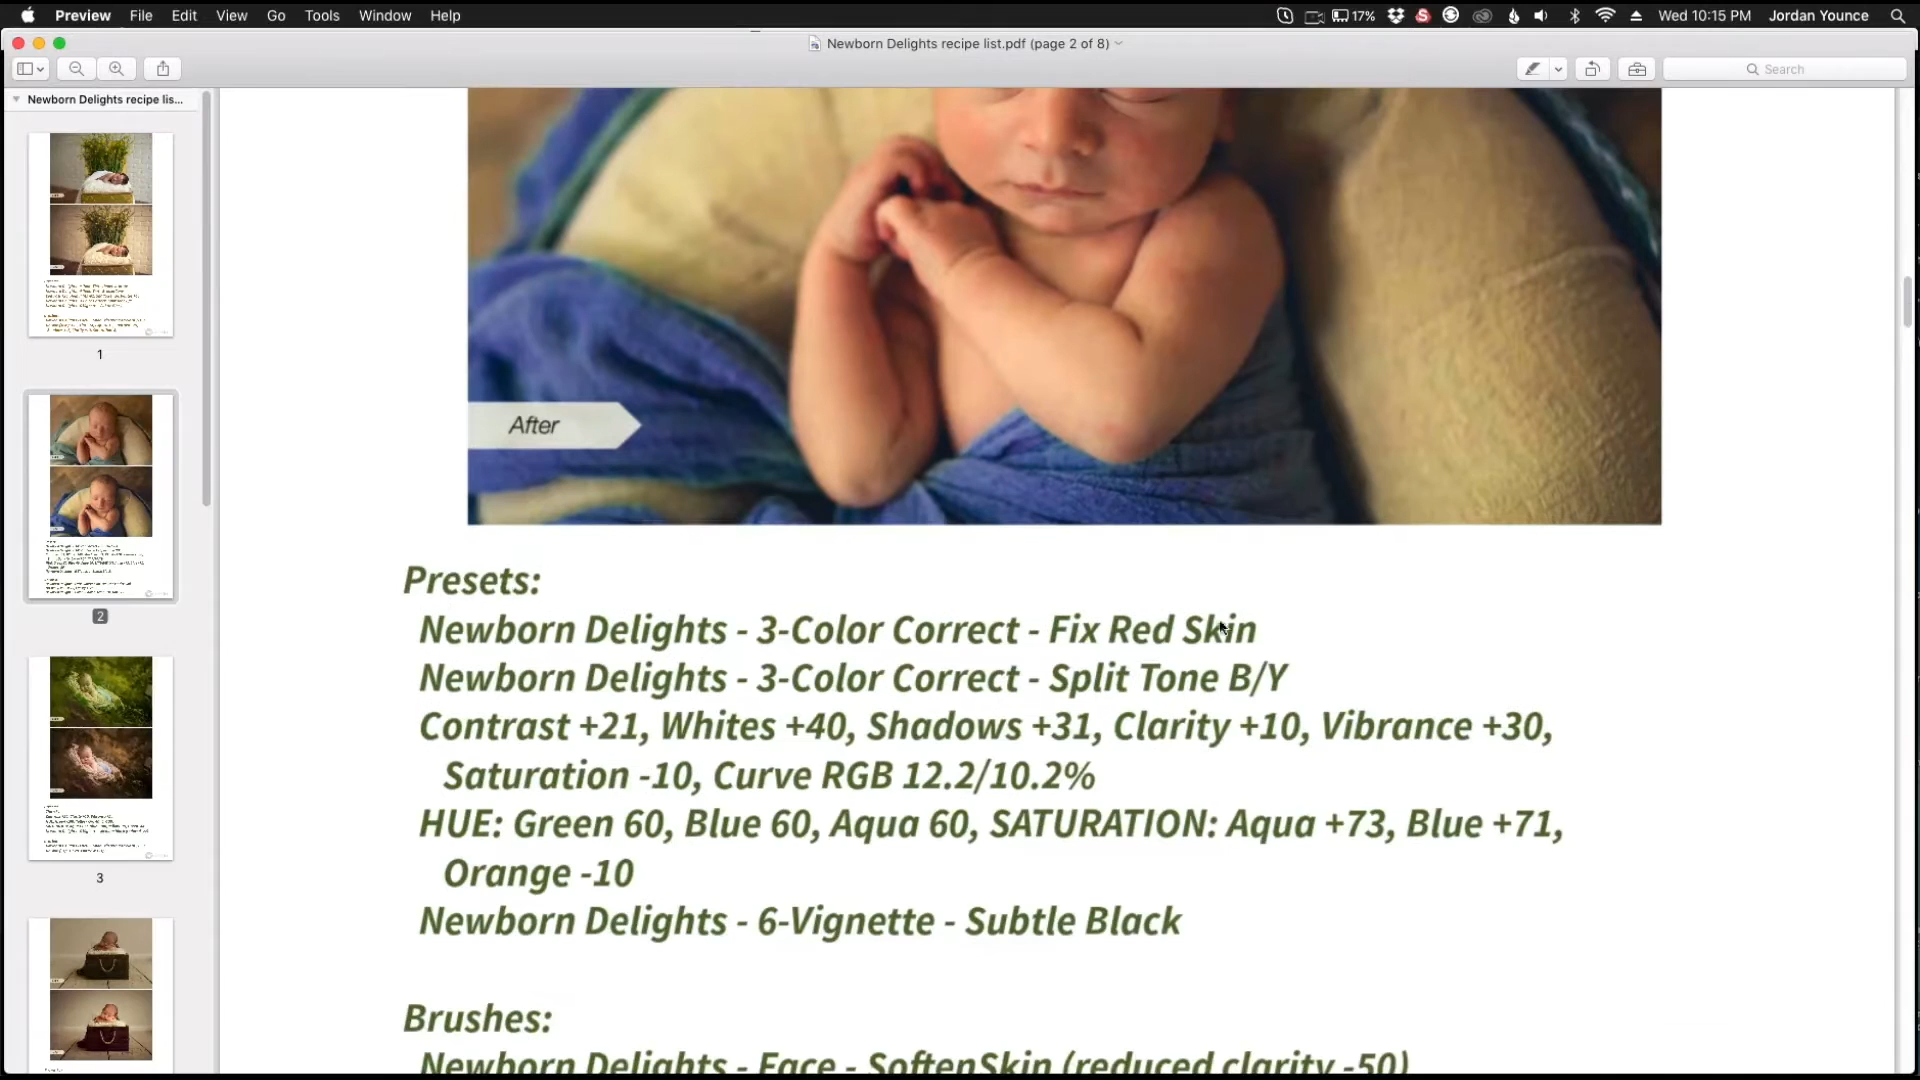 Preview File Edit View Go Tools Window Help
17% Wed 10:15 PM Jordan Younce
Newborn Delights recipe list.pdf (page 2 of 8)
Search
Newborn Delights recipe lis...
1
2
3
After
Presets:
Newborn Delights - 3-Color Correct - Fix Red Skin
Newborn Delights - 3-Color Correct - Split Tone B/Y
Contrast +21, Whites +40, Shadows +31, Clarity +10, Vibrance +30,
Saturation -10, Curve RGB 12.2/10.2%
HUE: Green 60, Blue 60, Aqua 60, SATURATION: Aqua +73, Blue +71,
Orange -10
Newborn Delights - 6-Vignette - Subtle Black
Brushes:
Newborn Delights - Face - SoftenSkin (reduced clarity -50)